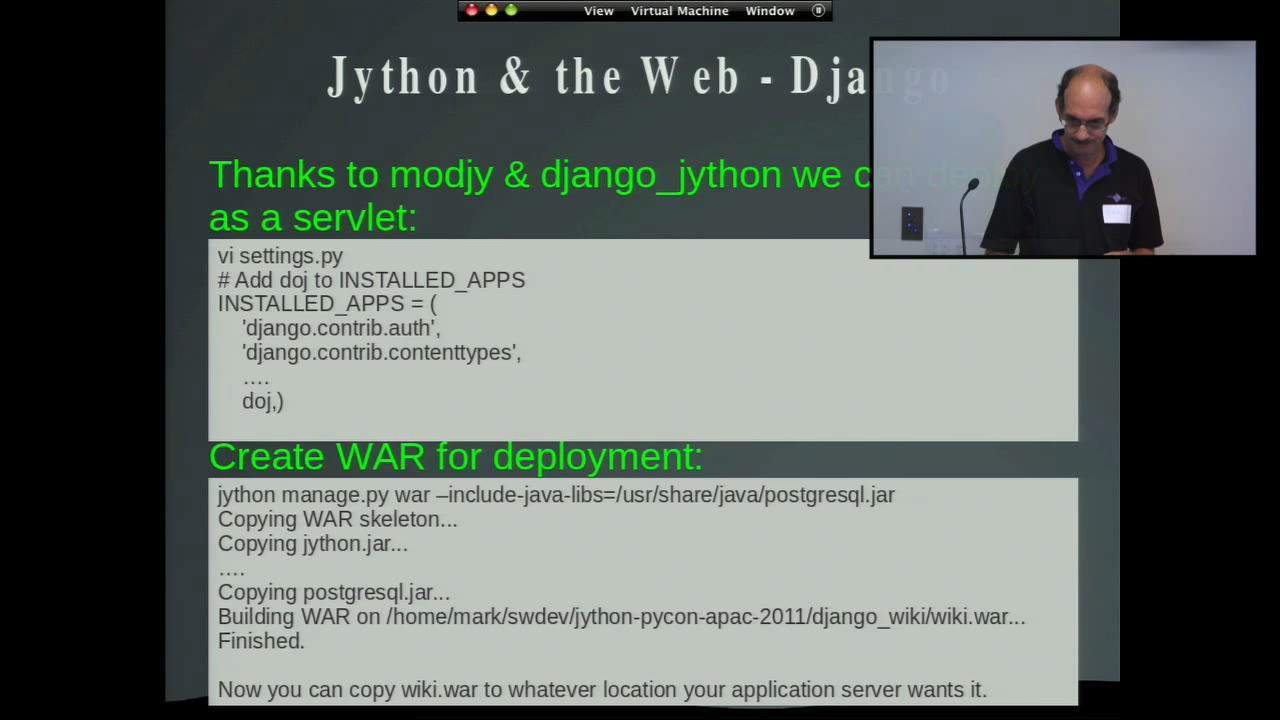 View Virtual Machine Window
Jython & the Web - Django
Thanks to modjy & django_jython we can deploy
as a servlet:
vi settings.py
# Add doj to INSTALLED_APPS
INSTALLED_APPS = (
'django.contrib.auth',
'django.contrib.contenttypes',
....
doj,)
Create WAR for deployment:
jython manage.py war –include-java-libs=/usr/share/java/postgresql.jar
Copying WAR skeleton...
Copying jython.jar...
....
Copying postgresql.jar...
Building WAR on /home/mark/swdev/jython-pycon-apac-2011/django_wiki/wiki.war...
Finished.
Now you can copy wiki.war to whatever location your application server wants it.